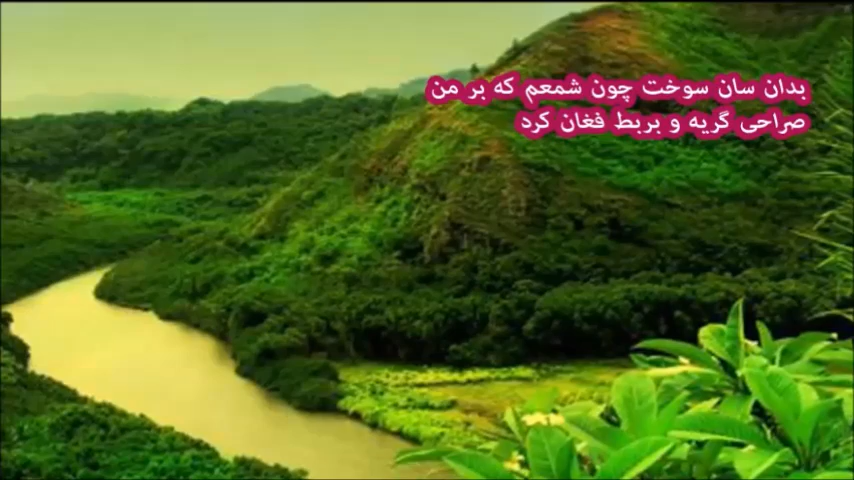 بدان سان سوخت چون شمعم که بر من
صراحی گریه و بربط فغان کرد